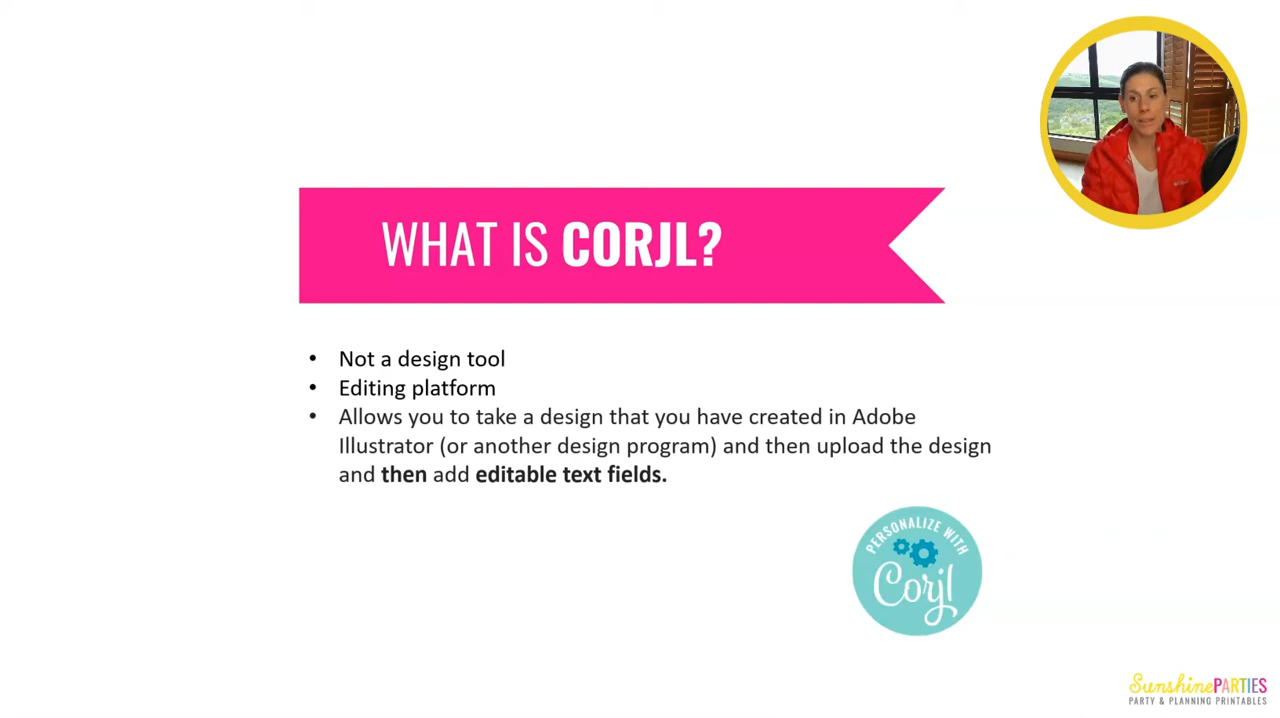 WHAT IS CORJL?
• Not a design tool
• Editing platform
• Allows you to take a design that you have created in Adobe
Illustrator (or another design program) and then upload the design
and then add editable text fields.
PERSONALIZE WITH
Corjl
SunshinePARTIES
PARTY & PLANNING PRINTABLES